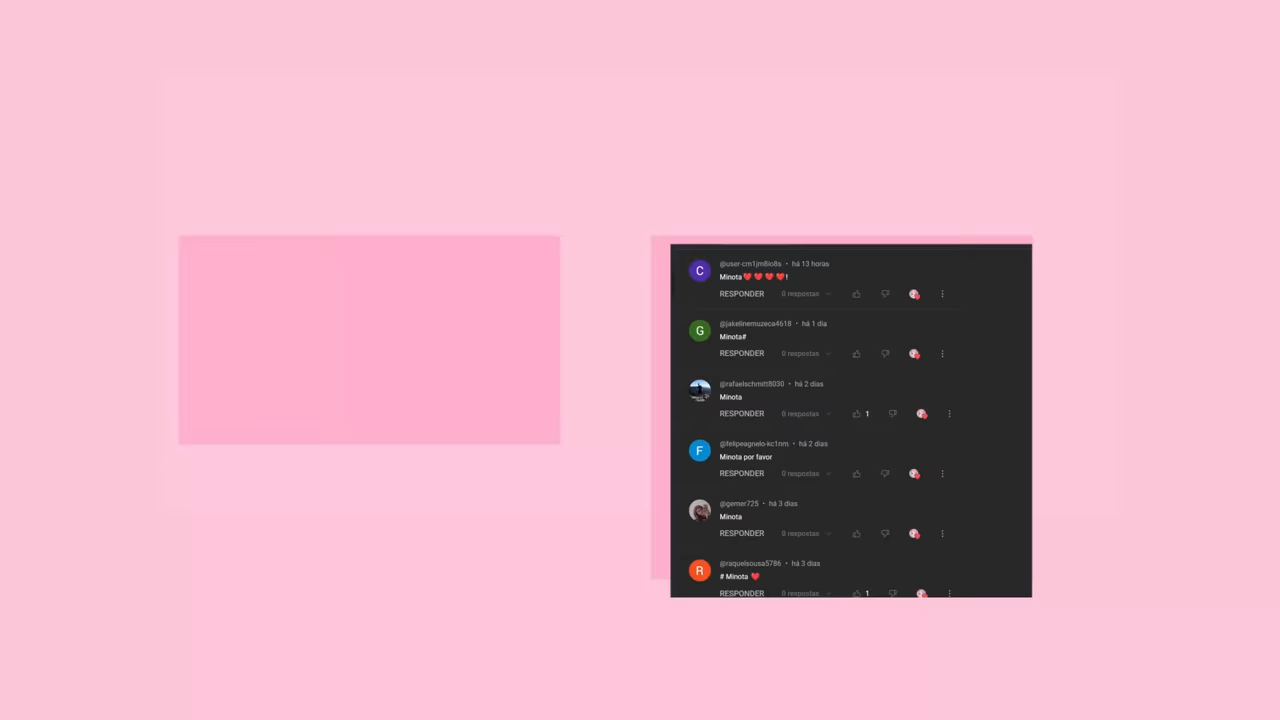 C
@user-cm1jm8io8s • há 13 horas
Minota❤❤❤❤!
RESPONDER 0 respostas
G
@jakelinemuzeca4618 • há 1 dia
Minota#
RESPONDER 0 respostas
@rafaelschmitt8030 • há 2 dias
Minota
RESPONDER 0 respostas 1
F
@felipeagnelo-kc1nm • há 2 dias
Minota por favor
RESPONDER 0 respostas
@gemer725 • há 3 dias
Minota
RESPONDER 0 respostas
R
@raquelsousa5786 • há 3 dias
# Minota ❤
RESPONDER 0 respostas 1